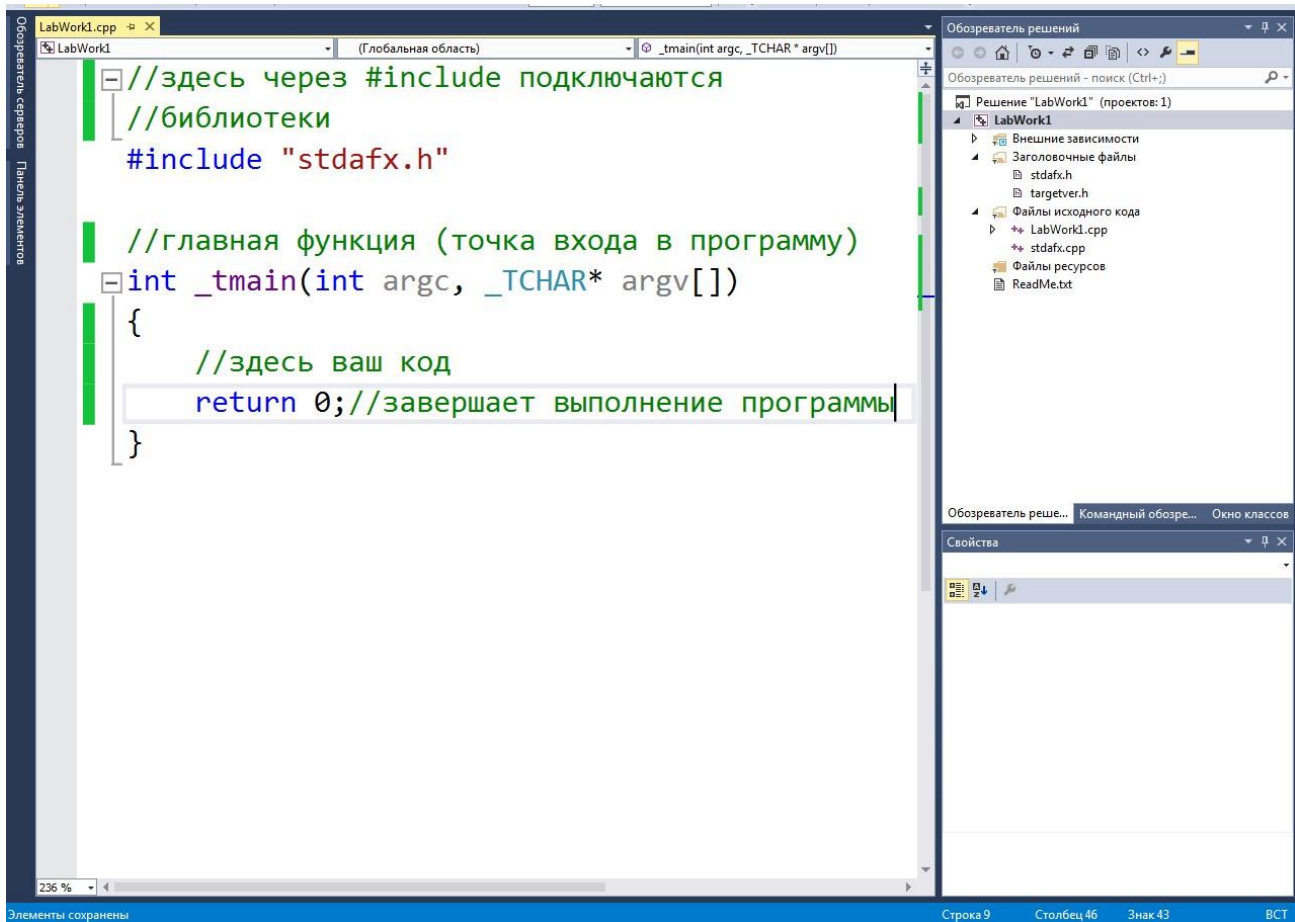 LabWork1.cpp
LabWork1
(Глобальная область)
_tmain(int argc, _TCHAR * argv[])
//здесь через #include подключаются
//библиотеки
#include "stdafx.h"
//главная функция (точка входа в программу)
int _tmain(int argc, _TCHAR* argv[])
{
//здесь ваш код
return 0;//завершает выполнение программы
}
236 %
Обозреватель серверов
Панель элементов
Обозреватель решений
Обозреватель решений - поиск (Ctrl+;)
Решение "LabWork1" (проектов: 1)
LabWork1
Внешние зависимости
Заголовочные файлы
stdafx.h
targetver.h
Файлы исходного кода
LabWork1.cpp
stdafx.cpp
Файлы ресурсов
ReadMe.txt
Обозреватель реше... Командный обозре... Окно классов
Свойства
Элементы сохранены
Строка 9 Столбец 46 Знак 43 ВСТ